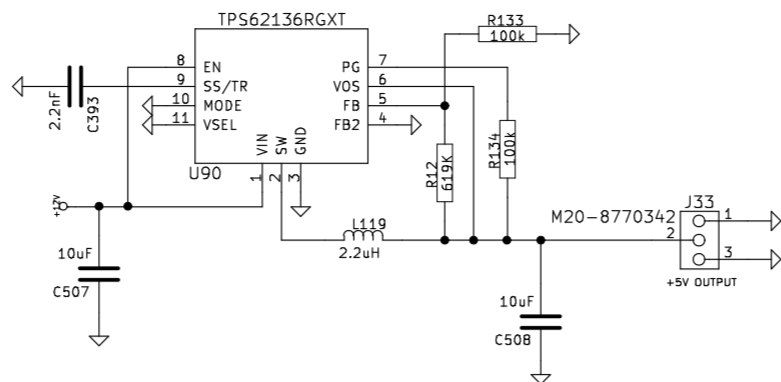 TPS62136RGXT
R133
100k
8
EN
PG
7
9
SS/TR
VOS
6
10
MODE
FB
5
11
VSEL
FB2
4
VIN
SW
GND
U90
1
2
3
2.2nF
C393
R12
619K
R134
100k
+12V
L119
2.2uH
M20-8770342
J33
1
2
3
+5V OUTPUT
10uF
C507
10uF
C508